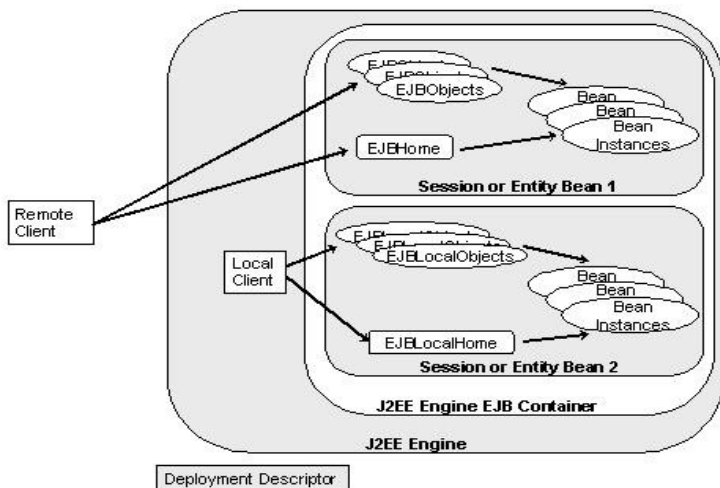 EJBObjects
Bean
Bean
Bean
Instances
EJBHome
Session or Entity Bean 1
Remote
Client
Local
Client
EJBLocalObjects
Bean
Bean
Bean
Instances
EJBLocalHome
Session or Entity Bean 2
J2EE Engine EJB Container
J2EE Engine
Deployment Descriptor